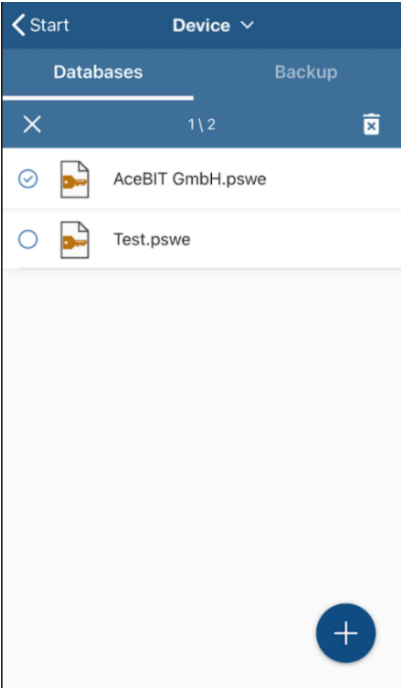 Start
Device
Databases Backup
1\2
AceBIT GmbH.pswe
Test.pswe